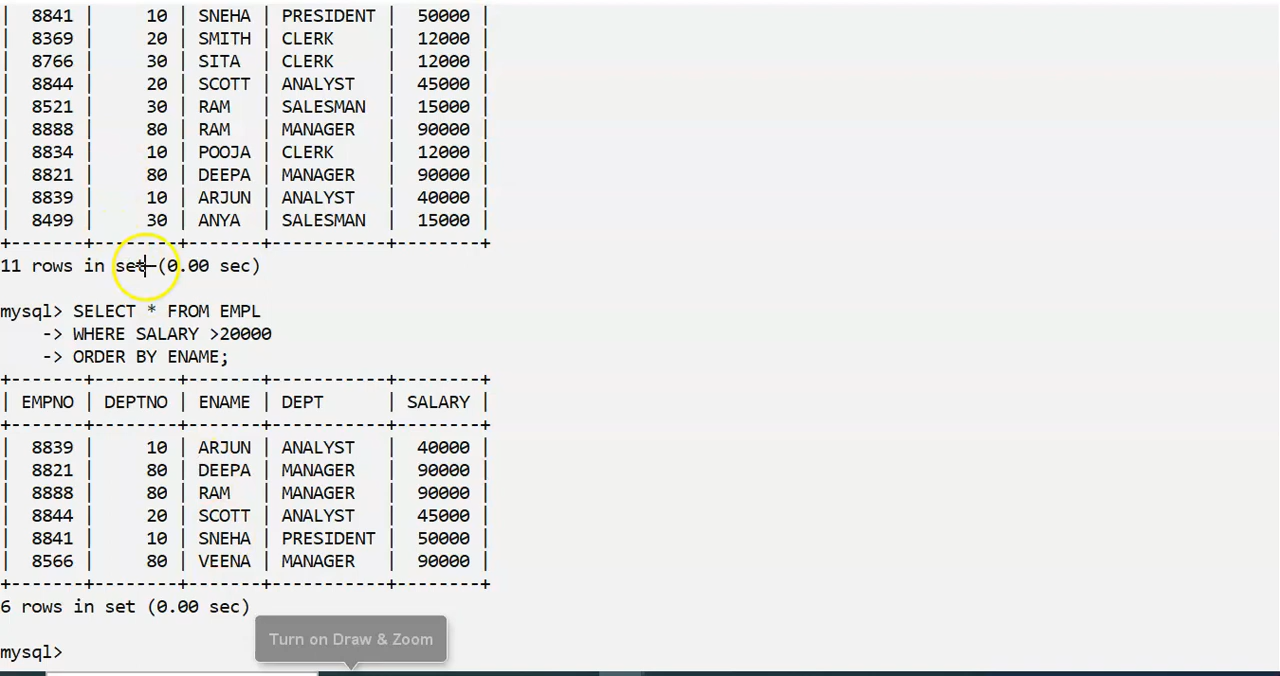 | 8841 | 10 | SNEHA | PRESIDENT | 50000 |
| 8369 | 20 | SMITH | CLERK | 12000 |
| 8766 | 30 | SITA | CLERK | 12000 |
| 8844 | 20 | SCOTT | ANALYST | 45000 |
| 8521 | 30 | RAM | SALESMAN | 15000 |
| 8888 | 80 | RAM | MANAGER | 90000 |
| 8834 | 10 | POOJA | CLERK | 12000 |
| 8821 | 80 | DEEPA | MANAGER | 90000 |
| 8839 | 10 | ARJUN | ANALYST | 40000 |
| 8499 | 30 | ANYA | SALESMAN | 15000 |
+-------+--------+-------+-----------+--------+
11 rows in set (0.00 sec)
mysql> SELECT * FROM EMPL
-> WHERE SALARY >20000
-> ORDER BY ENAME;
+-------+--------+-------+-----------+--------+
| EMPNO | DEPTNO | ENAME | DEPT | SALARY |
+-------+--------+-------+-----------+--------+
| 8839 | 10 | ARJUN | ANALYST | 40000 |
| 8821 | 80 | DEEPA | MANAGER | 90000 |
| 8888 | 80 | RAM | MANAGER | 90000 |
| 8844 | 20 | SCOTT | ANALYST | 45000 |
| 8841 | 10 | SNEHA | PRESIDENT | 50000 |
| 8566 | 80 | VEENA | MANAGER | 90000 |
+-------+--------+-------+-----------+--------+
6 rows in set (0.00 sec)
Turn on Draw & Zoom
mysql>